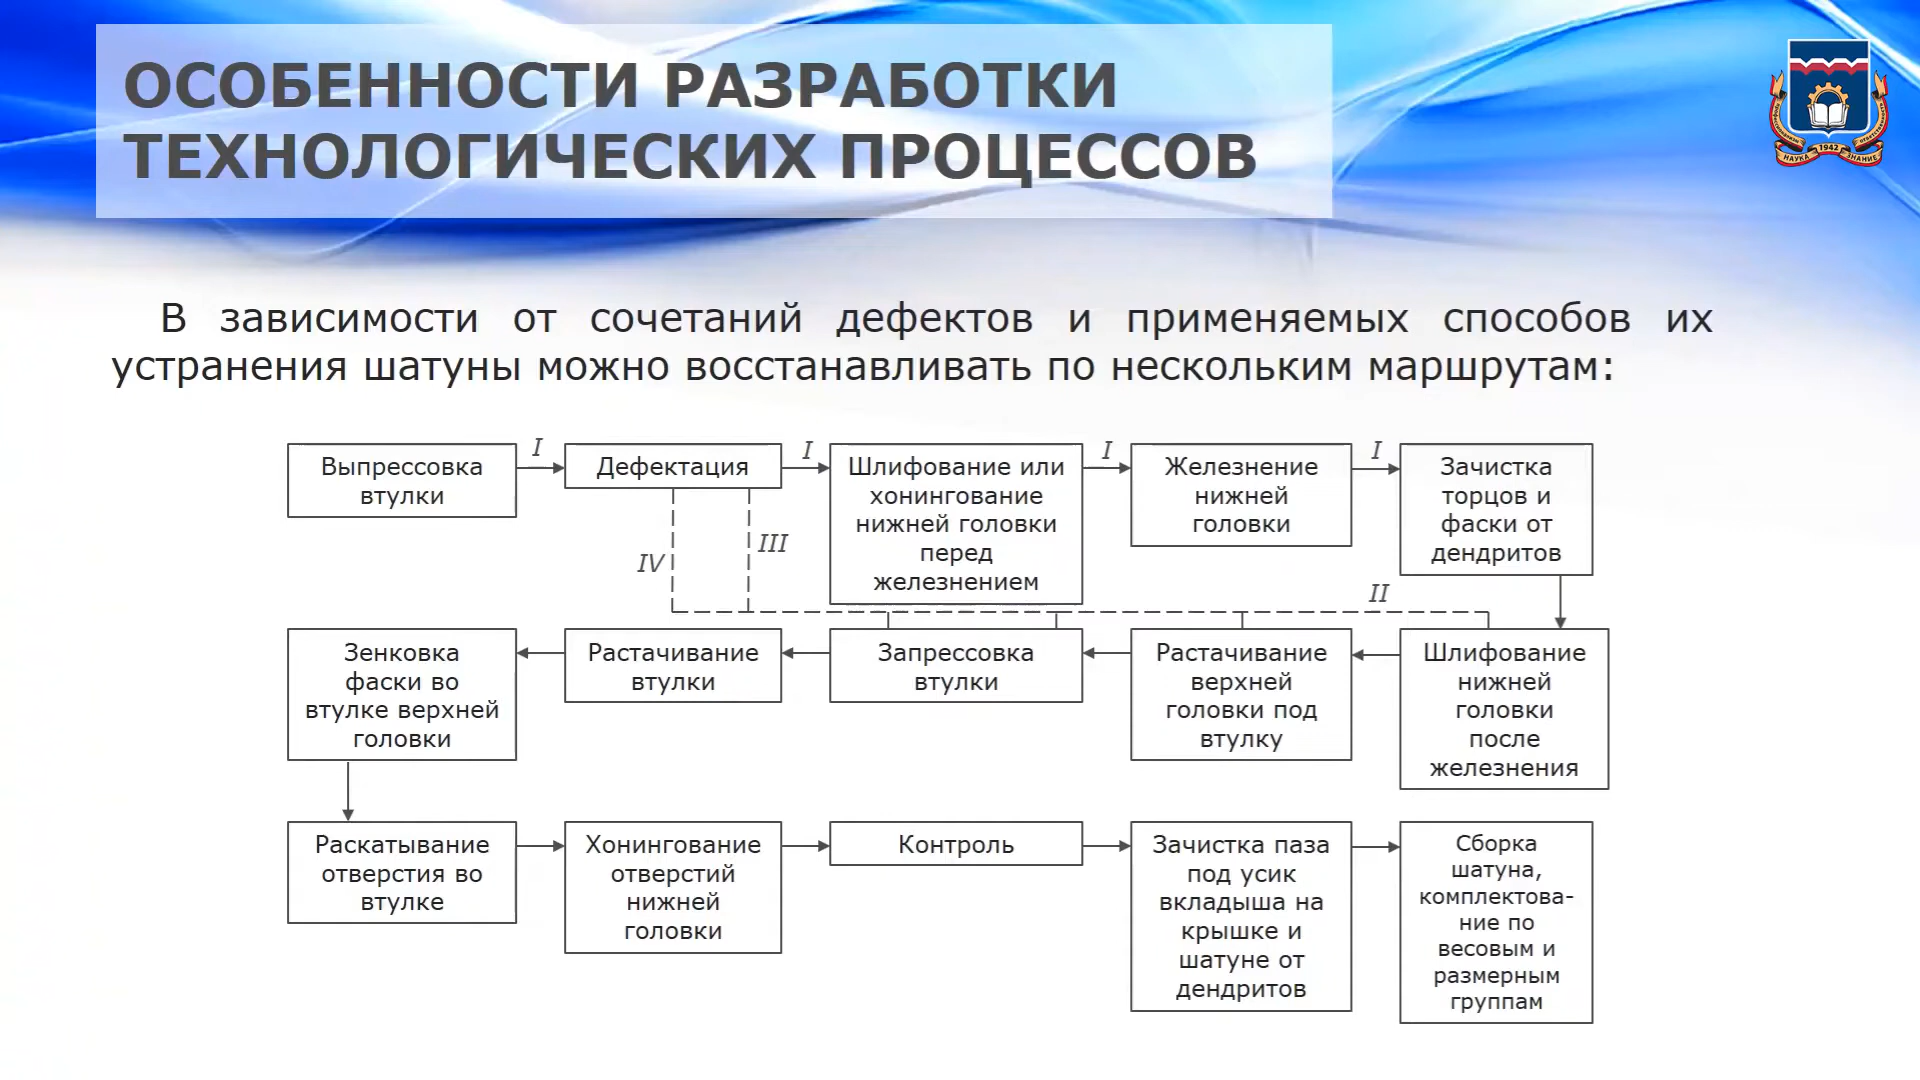 ОСОБЕННОСТИ РАЗРАБОТКИ
ТЕХНОЛОГИЧЕСКИХ ПРОЦЕССОВ
НАУКА
1942
ЗНАНИЕ
В зависимости от сочетаний дефектов и применяемых способов их
устранения шатуны можно восстанавливать по нескольким маршрутам:
Выпрессовка
втулки
I
Дефектация
I
Шлифование или
хонингование
нижней головки
перед
железнением
I
Железнение
нижней
головки
I
Зачистка
торцов и
фаски от
дендритов
IV
III
II
Зенковка
фаски во
втулке верхней
головки
Растачивание
втулки
Запрессовка
втулки
Растачивание
верхней
головки под
втулку
Шлифование
нижней
головки
после
железнения
Раскатывание
отверстия во
втулке
Хонингование
отверстий
нижней
головки
Контроль
Зачистка паза
под усик
вкладыша на
крышке и
шатуне от
дендритов
Сборка
шатуна,
комплектова-
ние по
весовым и
размерным
группам